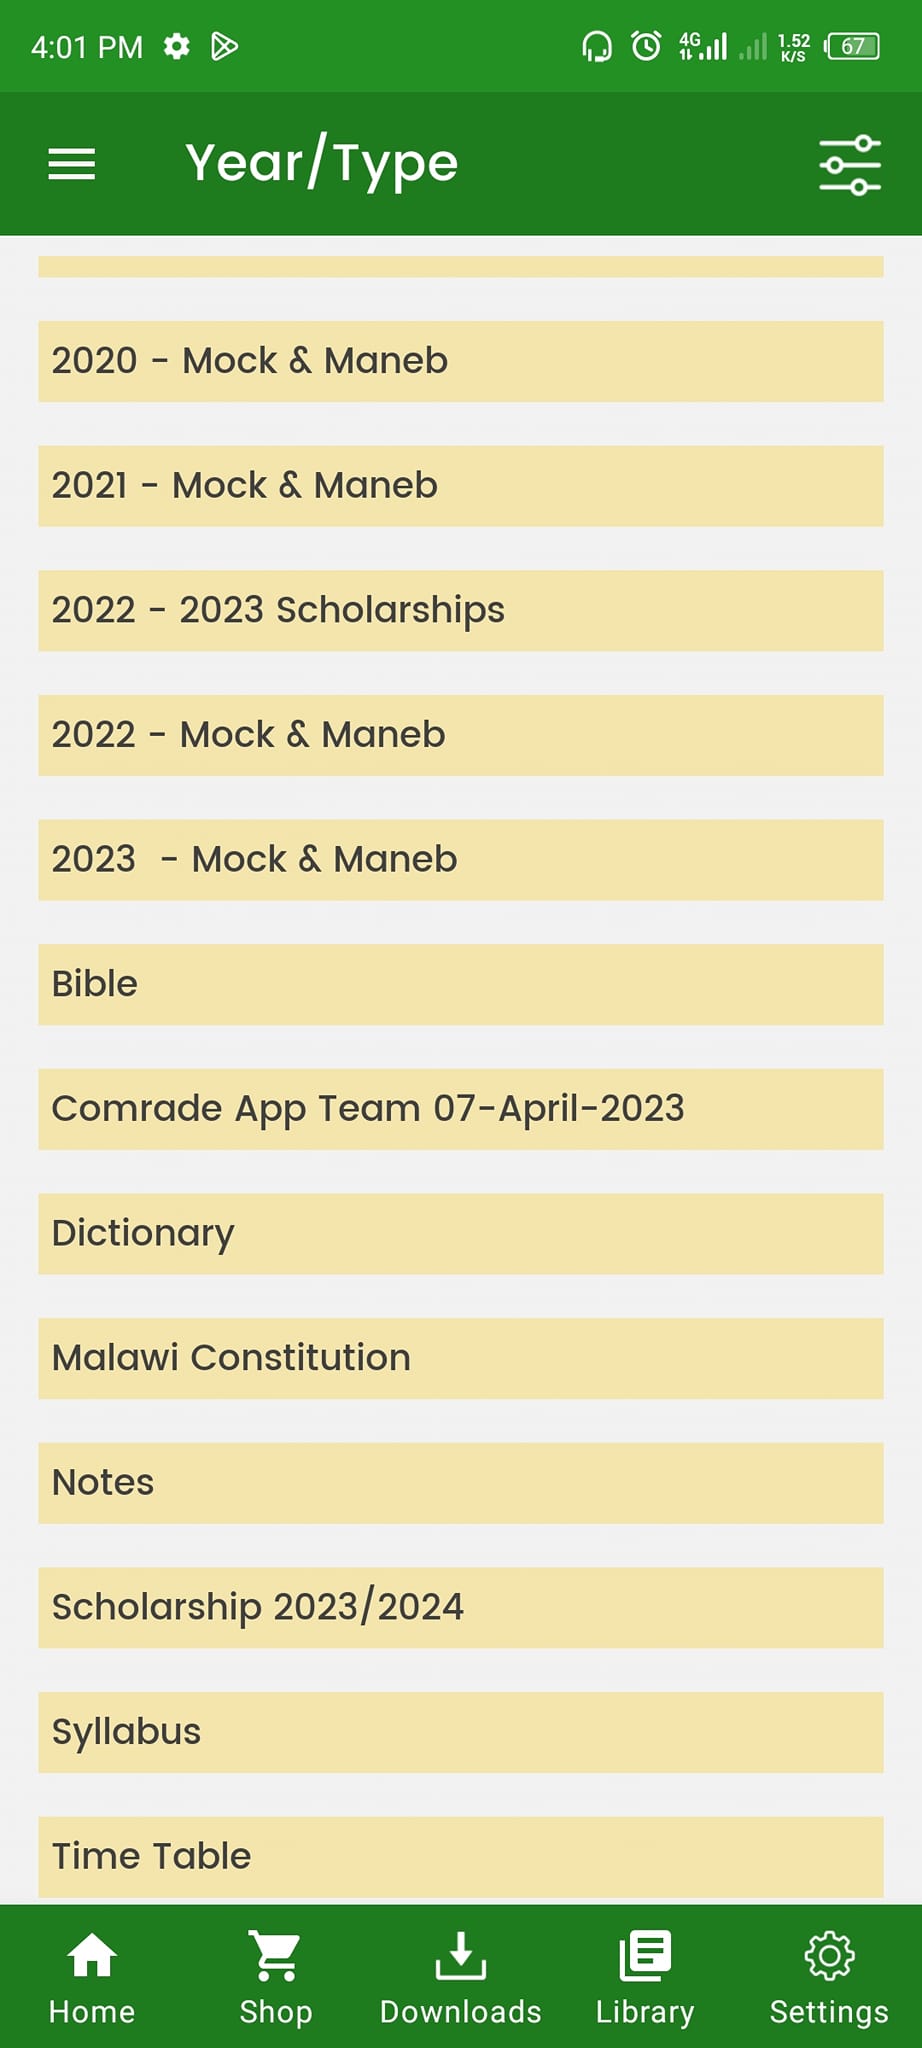 4:01 PM
4G
1.52
K/S
67
Year/Type
2020 - Mock & Maneb
2021 - Mock & Maneb
2022 - 2023 Scholarships
2022 - Mock & Maneb
2023  - Mock & Maneb
Bible
Comrade App Team 07-April-2023
Dictionary
Malawi Constitution
Notes
Scholarship 2023/2024
Syllabus
Time Table
Home
Shop
Downloads
Library
Settings